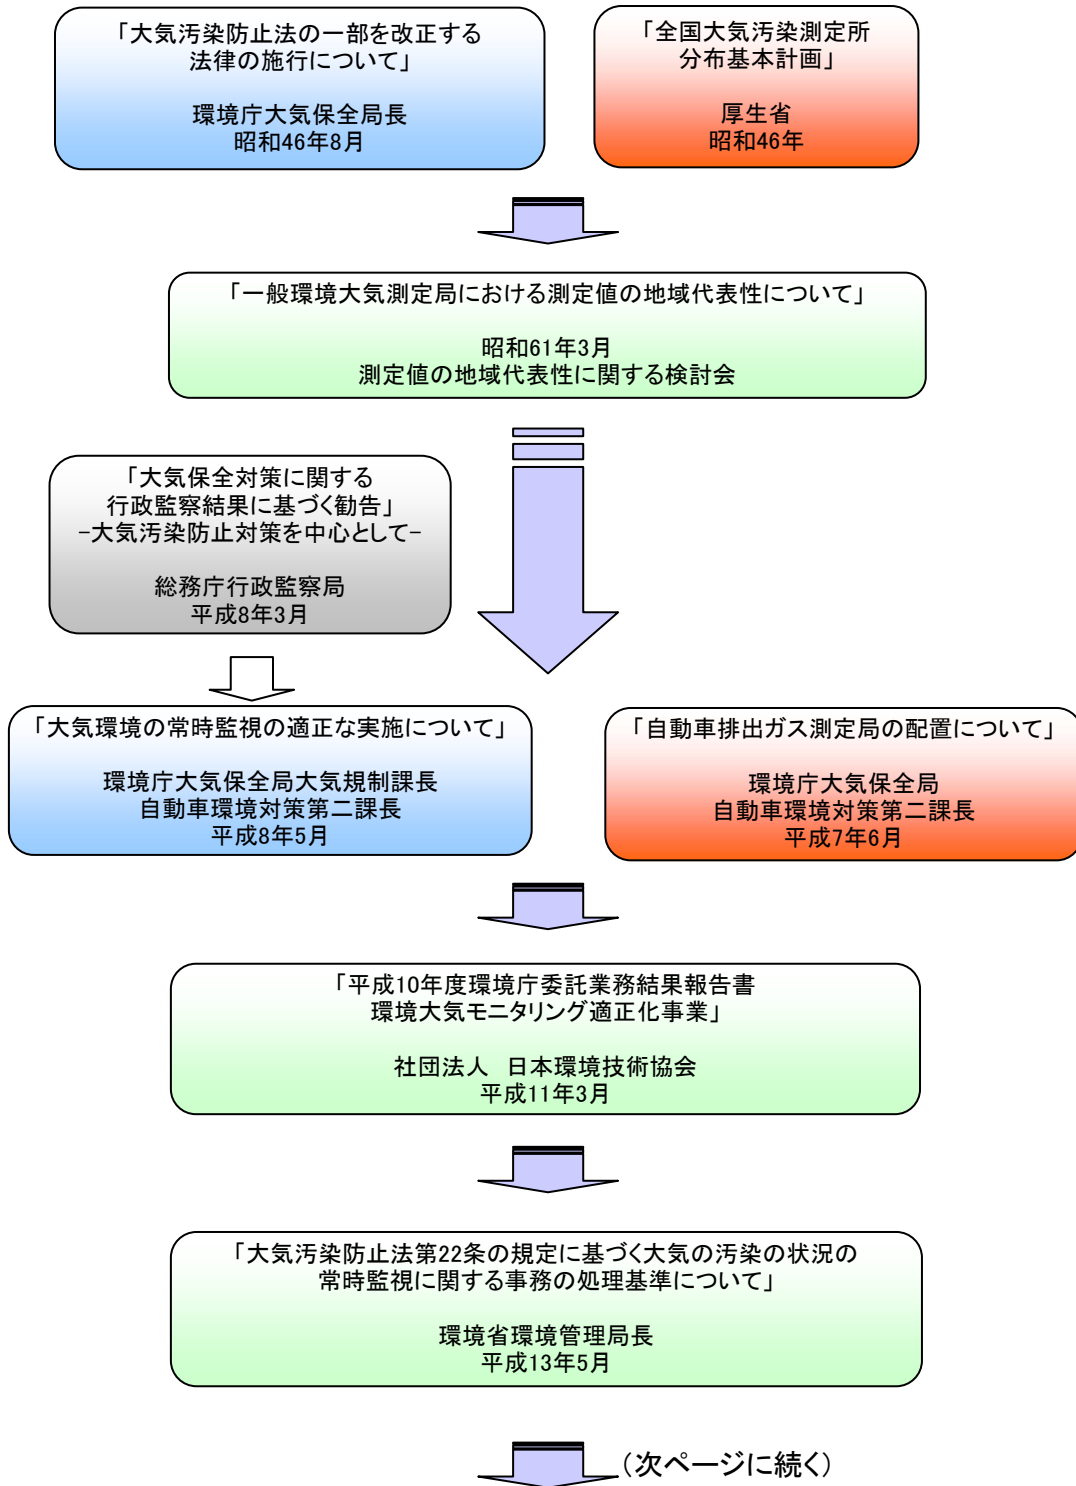 「大気汚染防止法の一部を改正する
法律の施行について」
環境庁大気保全局長
昭和46年8月
「全国大気汚染測定所
分布基本計画」
厚生省
昭和46年
「一般環境大気測定局における測定値の地域代表性について」
昭和61年3月
測定値の地域代表性に関する検討会
「大気保全対策に関する
行政監察結果に基づく勧告」
−大気汚染防止対策を中心として−
総務庁行政監察局
平成8年3月
「大気環境の常時監視の適正な実施について」
環境庁大気保全局大気規制課長
自動車環境対策第二課長
平成8年5月
「自動車排出ガス測定局の配置について」
環境庁大気保全局
自動車環境対策第二課長
平成7年6月
「平成10年度環境庁委託業務結果報告書
環境大気モニタリング適正化事業」
社団法人　日本環境技術協会
平成11年3月
「大気汚染防止法第22条の規定に基づく大気の汚染の状況の
常時監視に関する事務の処理基準について」
環境省環境管理局長
平成13年5月
（次ページに続く）